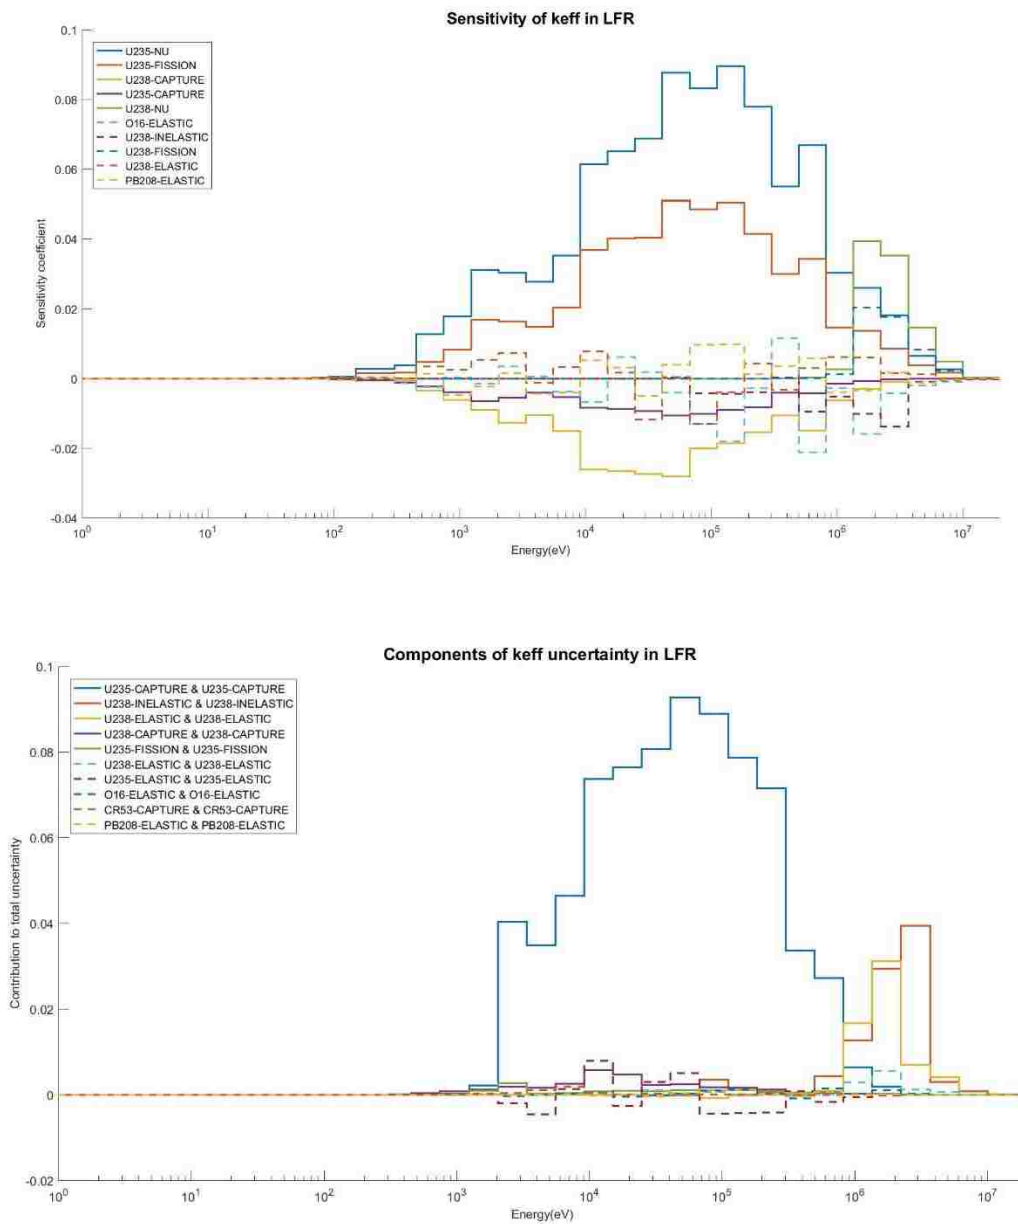 Sensitivity of keff in LFR
0.1
0.08
0.06
0.04
0.02
0
-0.02
-0.04
Sensitivity coefficient
U235-NU
U235-FISSION
U238-CAPTURE
U235-CAPTURE
U238-NU
O16-ELASTIC
U238-INELASTIC
U238-FISSION
U238-ELASTIC
PB208-ELASTIC
10^0 10^1 10^2 10^3 10^4 10^5 10^6 10^7
Energy(eV)
Components of keff uncertainty in LFR
0.1
0.08
0.06
0.04
0.02
0
-0.02
Contribution to total uncertainty
U235-CAPTURE & U235-CAPTURE
U238-INELASTIC & U238-INELASTIC
U238-ELASTIC & U238-ELASTIC
U238-CAPTURE & U238-CAPTURE
U235-FISSION & U235-FISSION
U238-ELASTIC & U238-ELASTIC
U235-ELASTIC & U235-ELASTIC
O16-ELASTIC & O16-ELASTIC
CR53-CAPTURE & CR53-CAPTURE
PB208-ELASTIC & PB208-ELASTIC
10^0 10^1 10^2 10^3 10^4 10^5 10^6 10^7
Energy(eV)